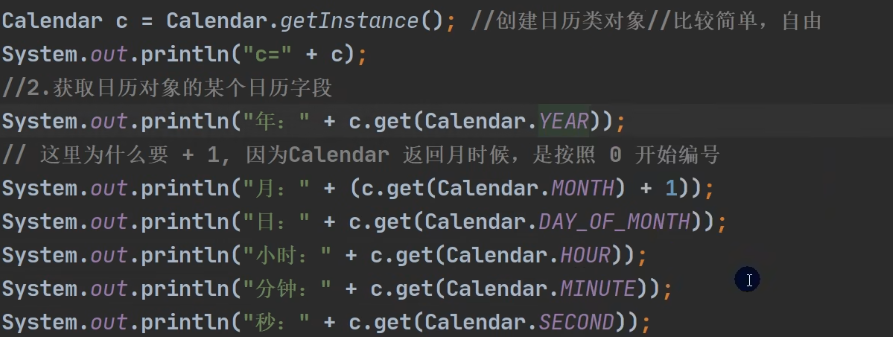 Calendar c = Calendar.getInstance(); //创建日历类对象//比较简单，自由
System.out.println("c=" + c);
//2.获取日历对象的某个日历字段
System.out.println("年：" + c.get(Calendar.YEAR));
// 这里为什么要 + 1, 因为Calendar 返回月时候，是按照 0 开始编号
System.out.println("月：" + (c.get(Calendar.MONTH) + 1));
System.out.println("日：" + c.get(Calendar.DAY_OF_MONTH));
System.out.println("小时：" + c.get(Calendar.HOUR));
System.out.println("分钟：" + c.get(Calendar.MINUTE));
System.out.println("秒：" + c.get(Calendar.SECOND));